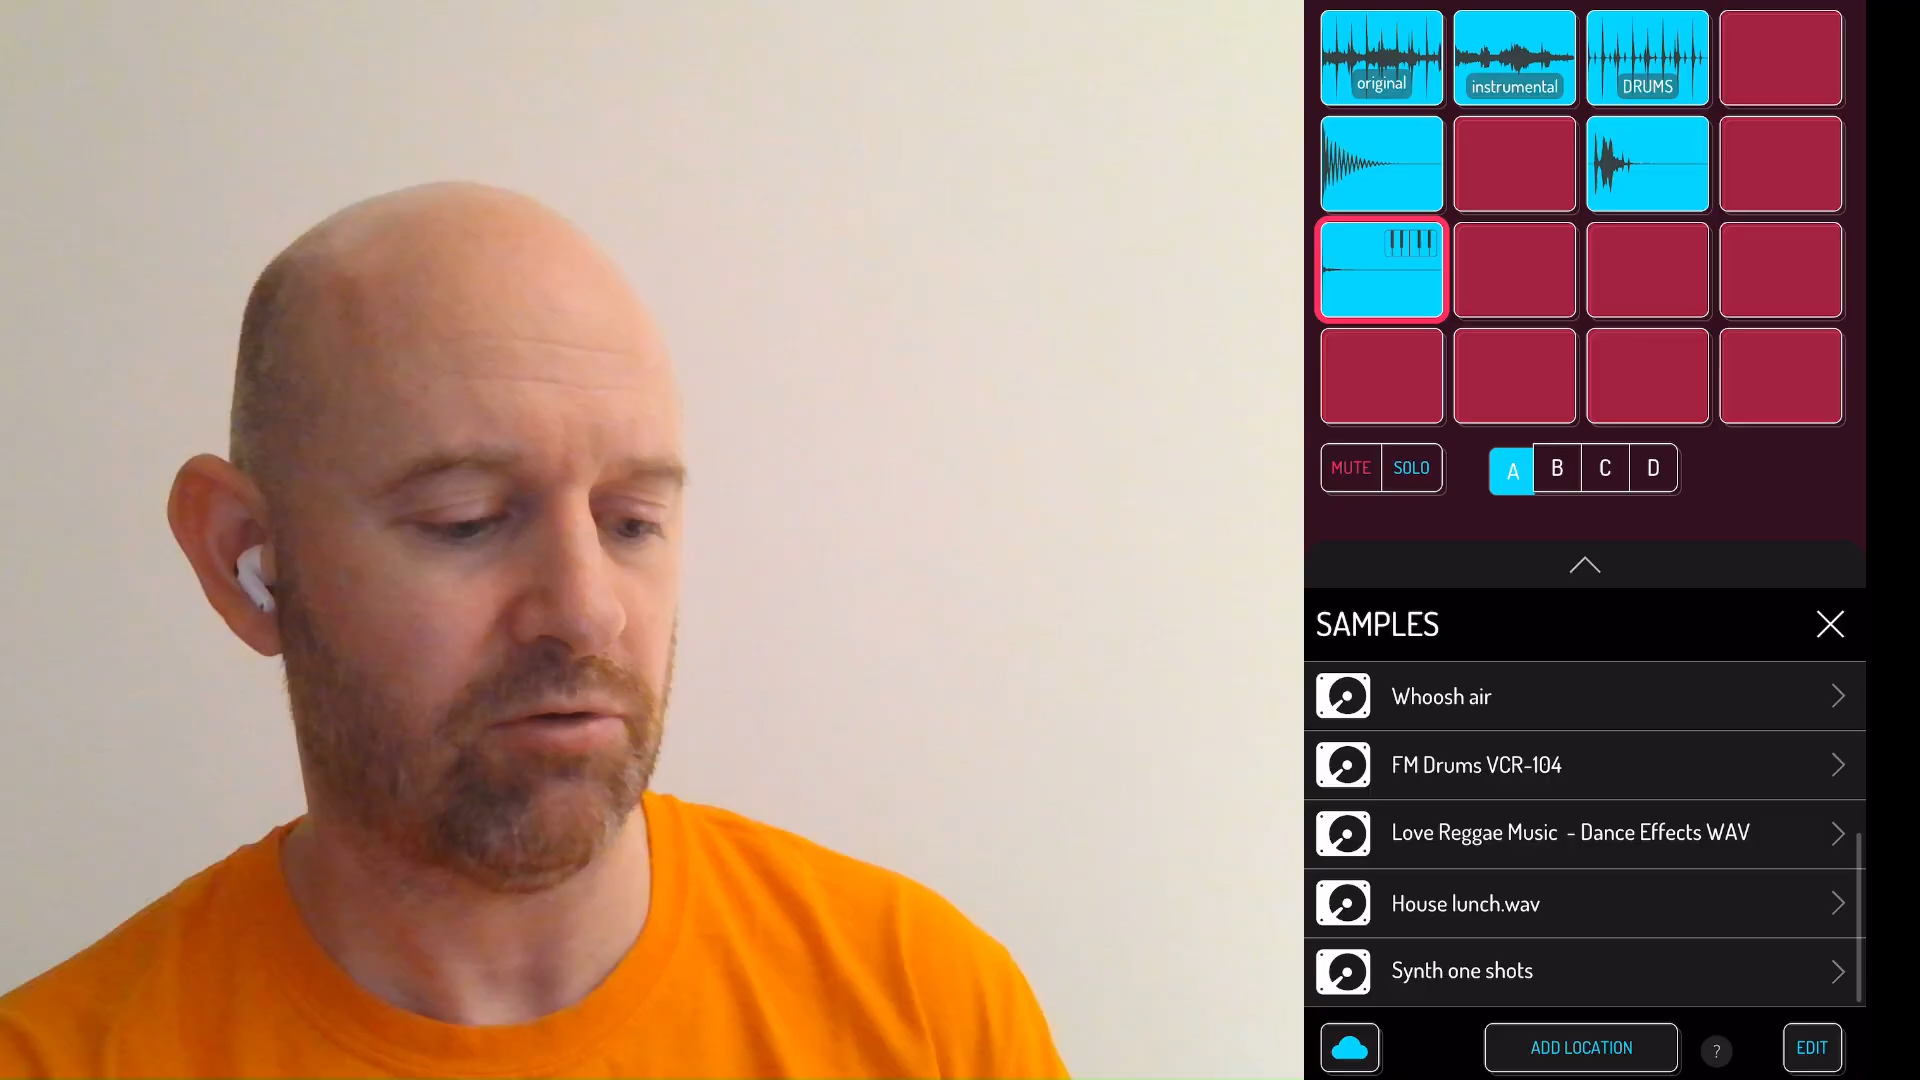 original
instrumental
DRUMS
MUTE
SOLO
A
B
C
D
SAMPLES
Whoosh air
FM Drums VCR-104
Love Reggae Music - Dance Effects WAV
House lunch.wav
Synth one shots
ADD LOCATION
?
EDIT